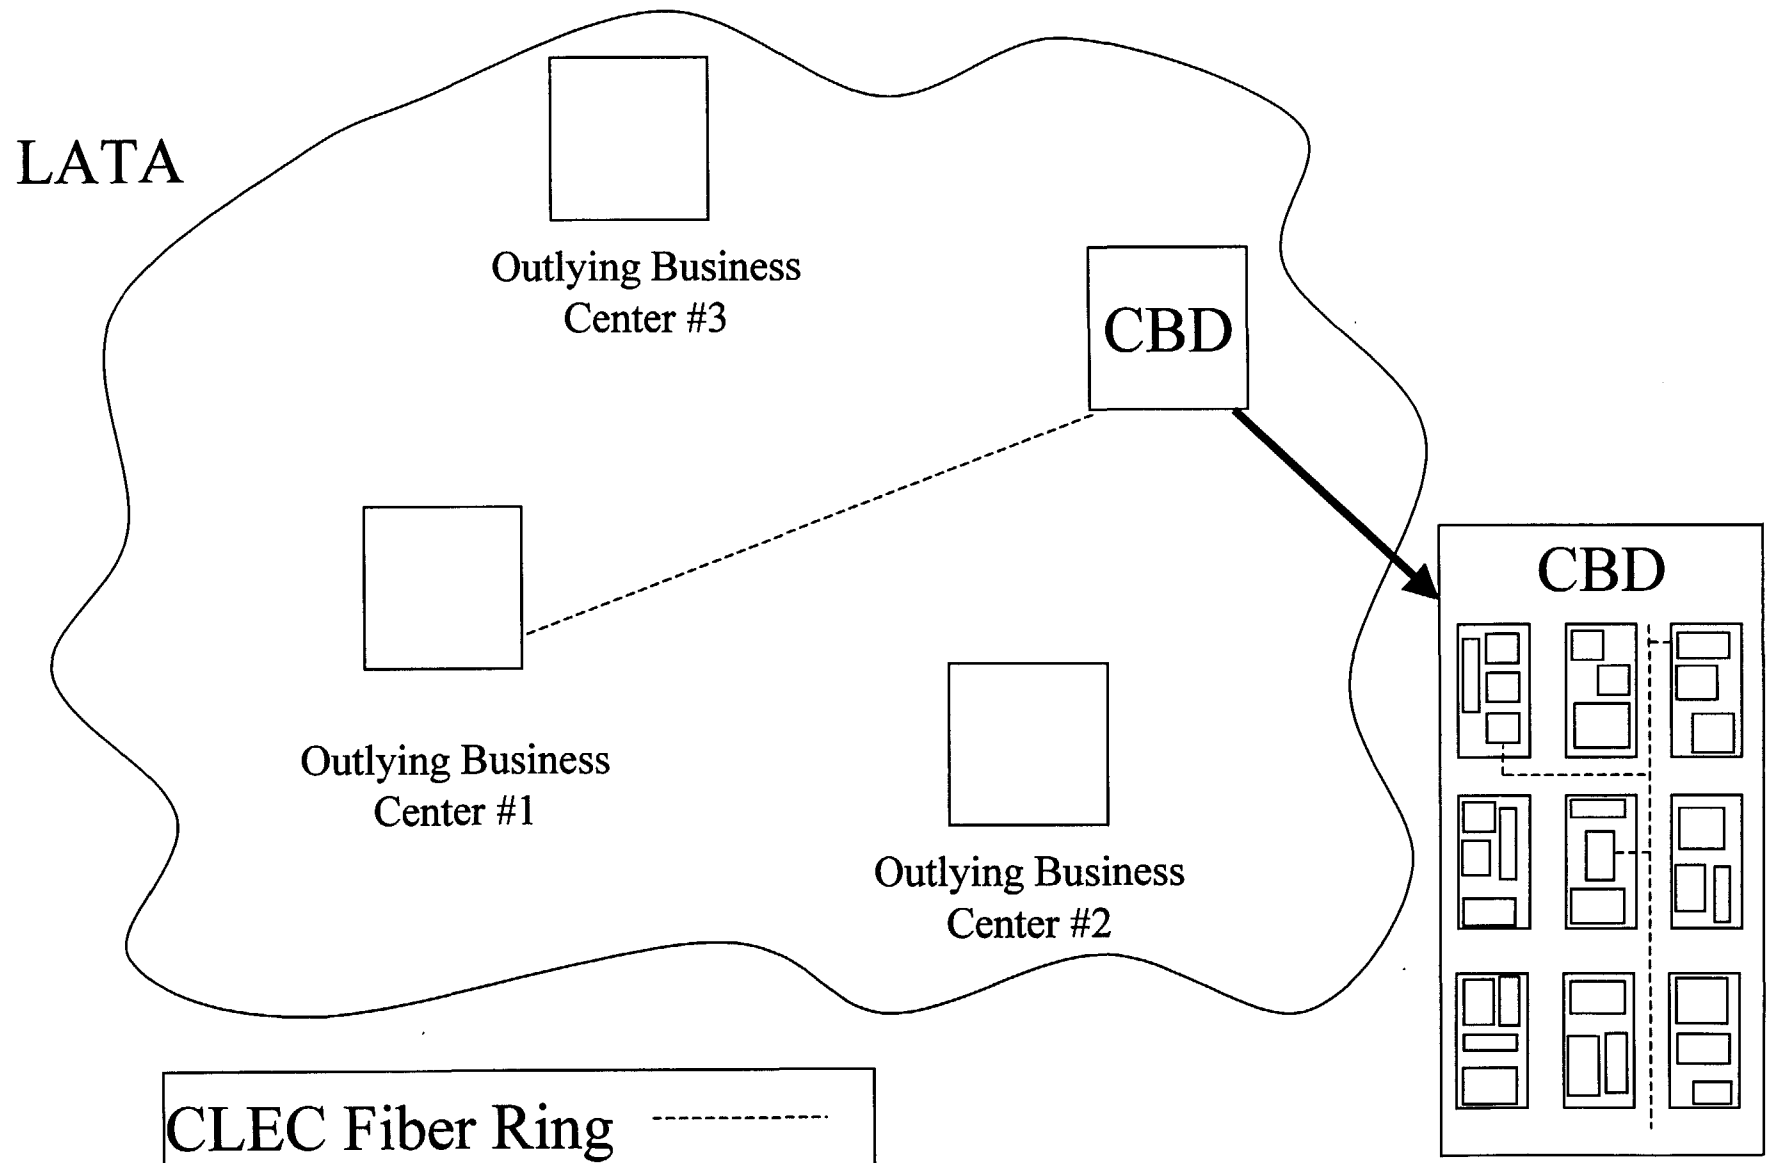 LATA
Outlying Business
Center #3
CBD
Outlying Business
Center #1
Outlying Business
Center #2
CBD
CLEC Fiber Ring